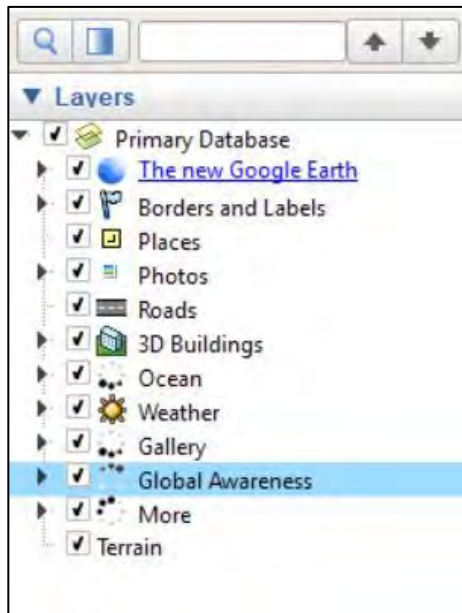 Layers
Primary Database
The new Google Earth
Borders and Labels
Places
Photos
Roads
3D Buildings
Ocean
Weather
Gallery
Global Awareness
More
Terrain